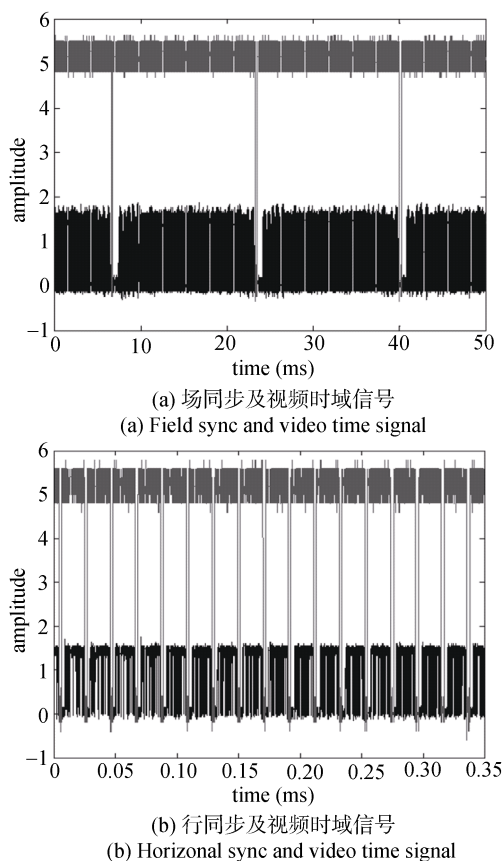 6
5
4
3
2
1
0
−1
amplitude
0 10 20 30 40 50
time (ms)
(a) 场同步及视频时域信号
(a) Field sync and video time signal
6
5
4
3
2
1
0
−1
amplitude
0 0.05 0.10 0.15 0.20 0.25 0.30 0.35
time (ms)
(b) 行同步及视频时域信号
(b) Horizonal sync and video time signal